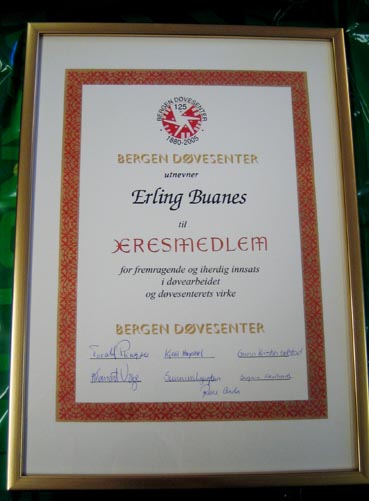 BERGEN DØVESENTER
125
1880-2005
BERGEN DØVESENTER
utnevner
Erling Buanes
til
ÆRESMEDLEM
for fremragende og iherdig innsats
i døvearbeidet
og døvesenterets virke
BERGEN DØVESENTER